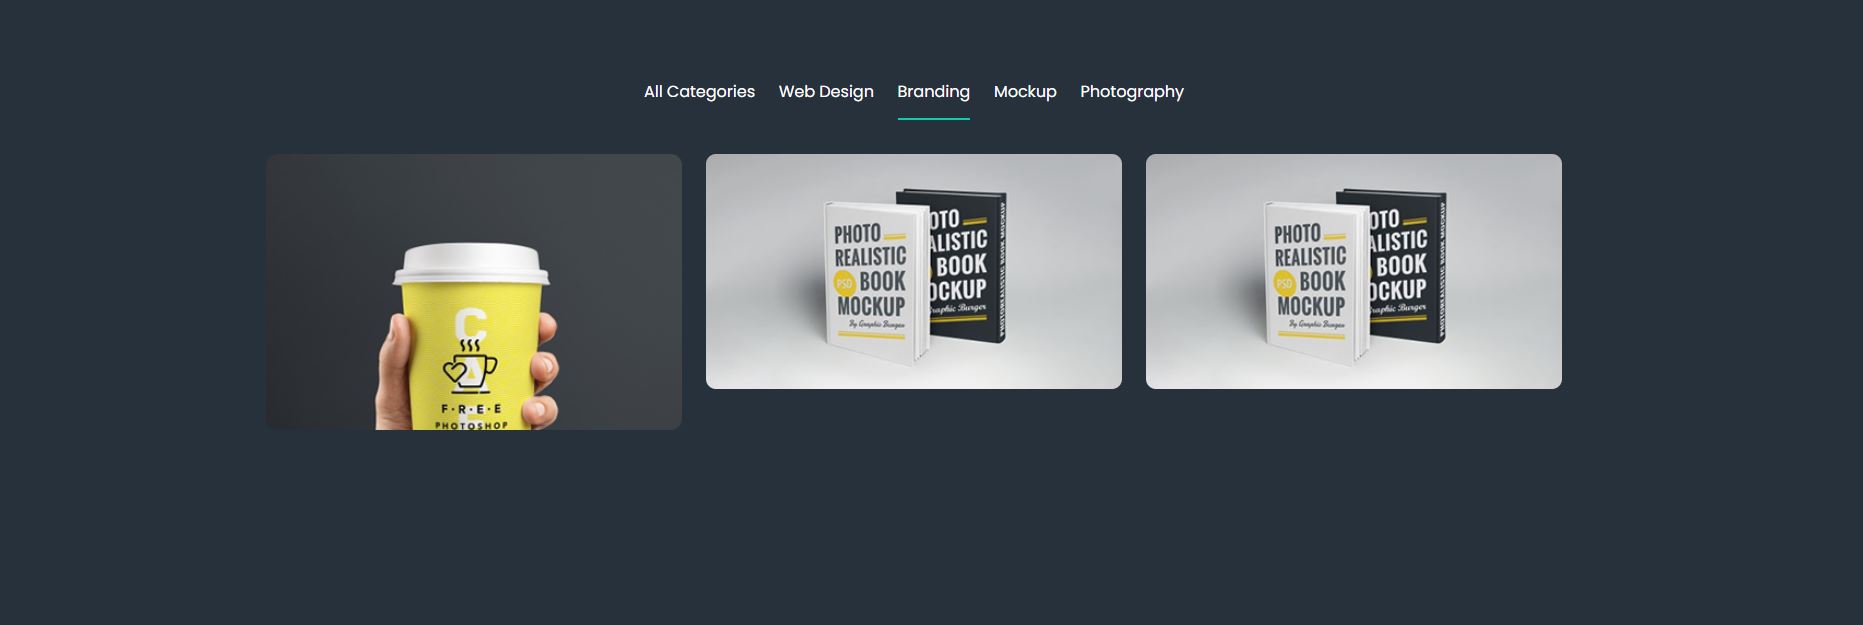 All Categories Web Design Branding Mockup Photography
C
A
F
F·R·E·E
PHOTOSHOP
PHOTO
REALISTIC
PSD BOOK
MOCKUP
By Graphic Burger
OTO
ALISTIC
BOOK
OCKUP
Graphic Burger
PHOTOREALISTIC BOOK MOCKUP
PHOTO
REALISTIC
PSD BOOK
MOCKUP
By Graphic Burger
OTO
ALISTIC
BOOK
OCKUP
Graphic Burger
PHOTOREALISTIC BOOK MOCKUP